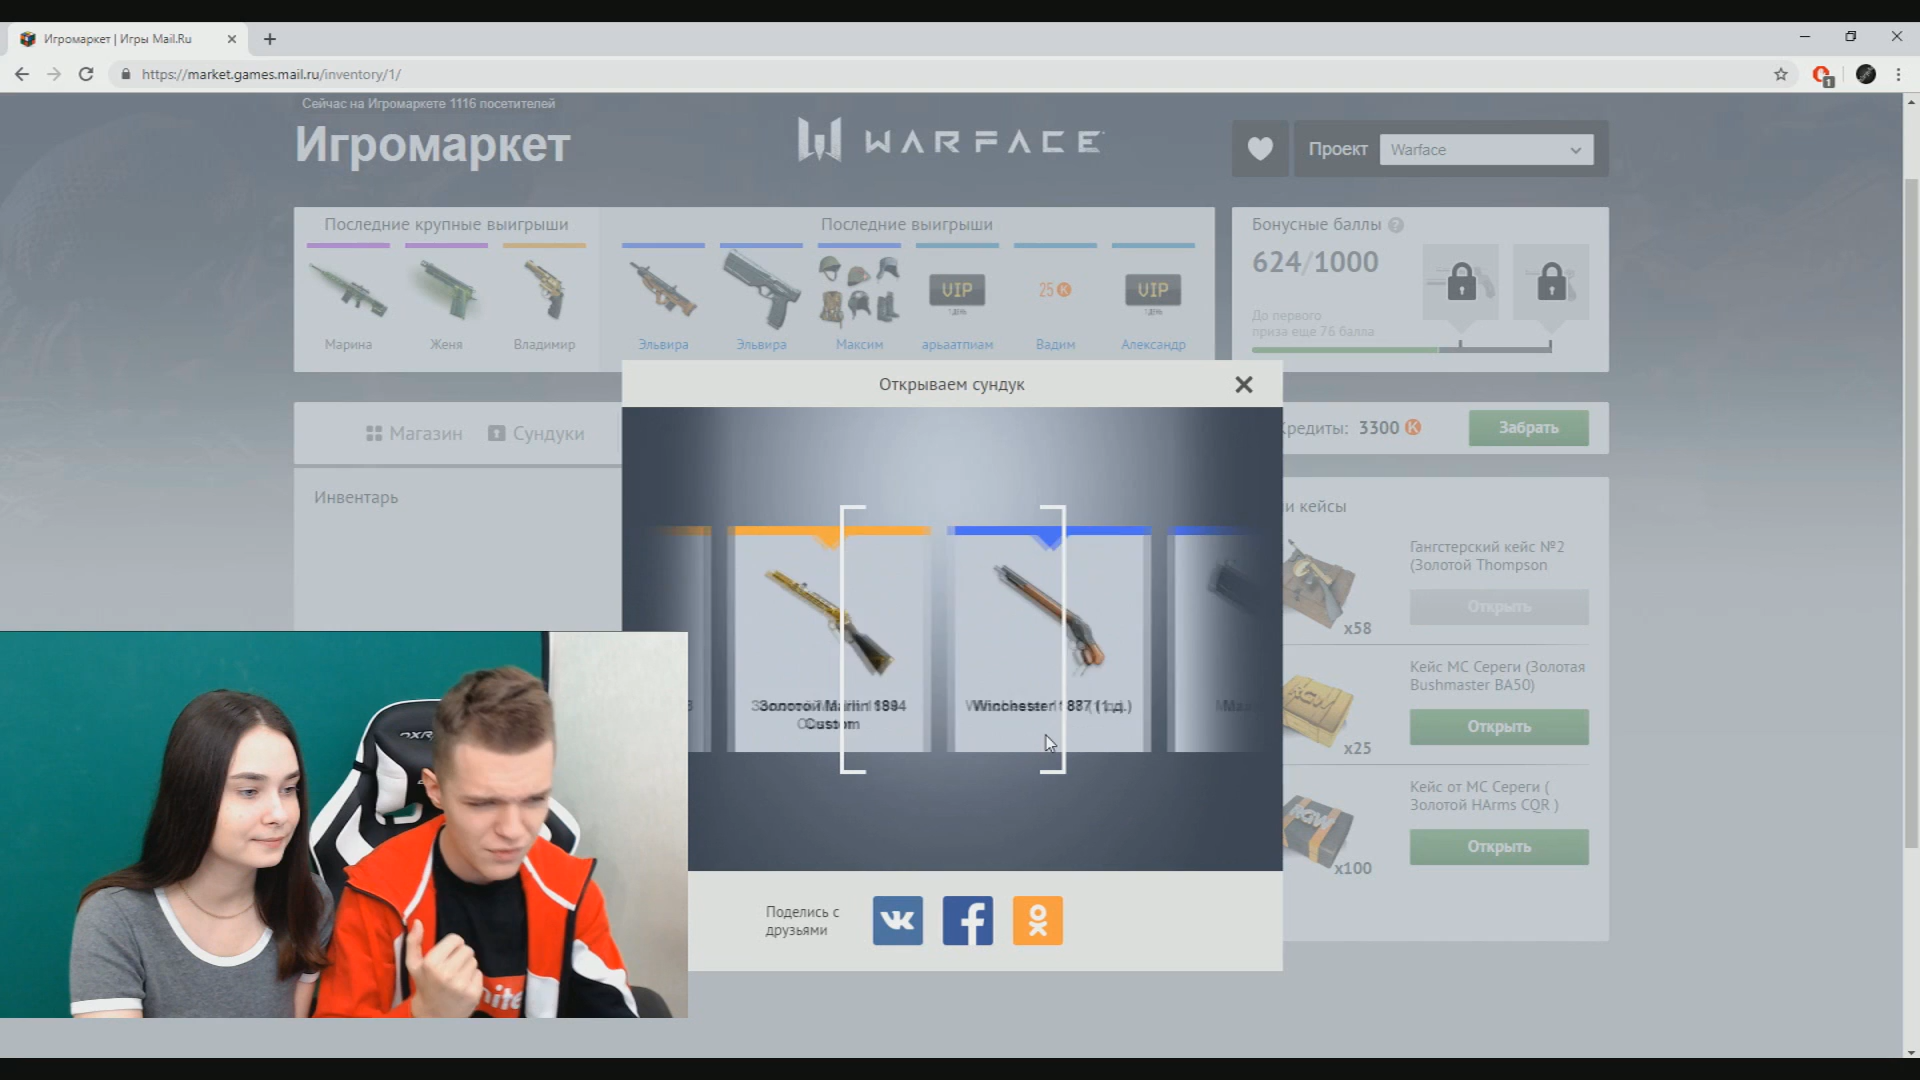 Игромаркет | Игры Mail.Ru
https://market.games.mail.ru/inventory/1/
1
Сейчас на Игромаркете 1116 посетителей
Игромаркет
WARFACE
Проект
Warface
Последние крупные выигрыши
Последние выигрыши
VIP
25 K
VIP
Марина
Женя
Владимир
Эльвира
Эльвира
Максим
арьаатпиам
Вадим
Александр
Бонусные баллы ?
624/1000
До первого
приза еще 76 балла
Открываем сундук
Магазин
Сундуки
Кредиты: 3300 K
Забрать
Инвентарь
и кейсы
Гангстерский кейс №2
(Золотой Thompson
Открыть
x58
Кейс МС Сереги (Золотая
Bushmaster BA50)
Открыть
x25
Кейс от МС Сереги (
Золотой HArms CQR )
Открыть
x100
Золотой Marlin 1894
Custom
Winchester 1887 (1 д.)
Поделись с
друзьями